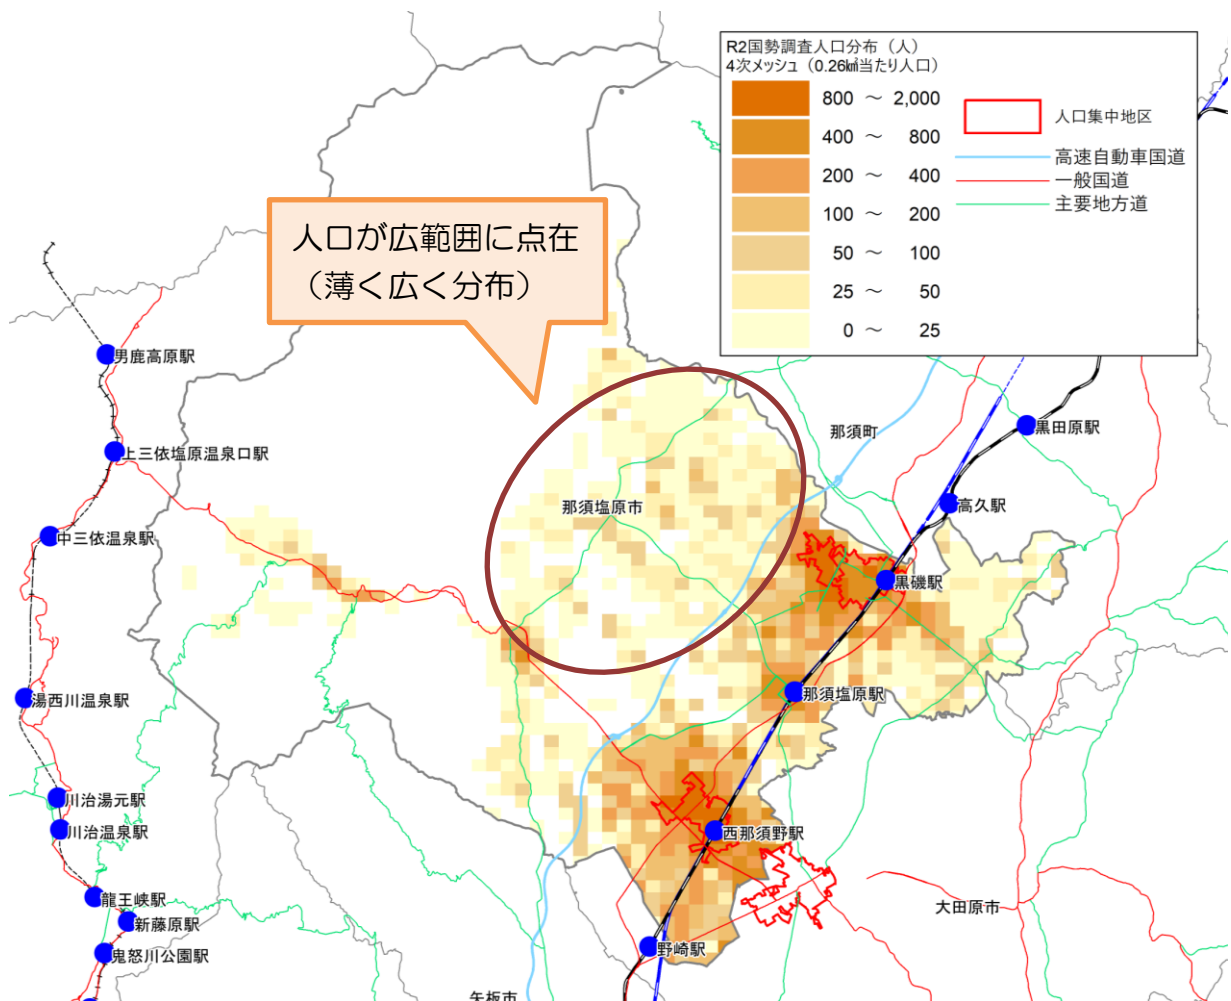 R2国勢調査人口分布（人）
4次メッシュ（0.26㎢当たり人口）
800 ～ 2,000
400 ～ 800
200 ～ 400
100 ～ 200
50 ～ 100
25 ～ 50
0 ～ 25
人口集中地区
高速自動車国道
一般国道
主要地方道
人口が広範囲に点在
（薄く広く分布）
男鹿高原駅
上三依塩原温泉口駅
中三依温泉駅
湯西川温泉駅
川治湯元駅
川治温泉駅
龍王峡駅
新藤原駅
鬼怒川公園駅
那須町
黒田原駅
高久駅
那須塩原市
黒磯駅
那須塩原駅
西那須野駅
大田原市
野崎駅
矢板市